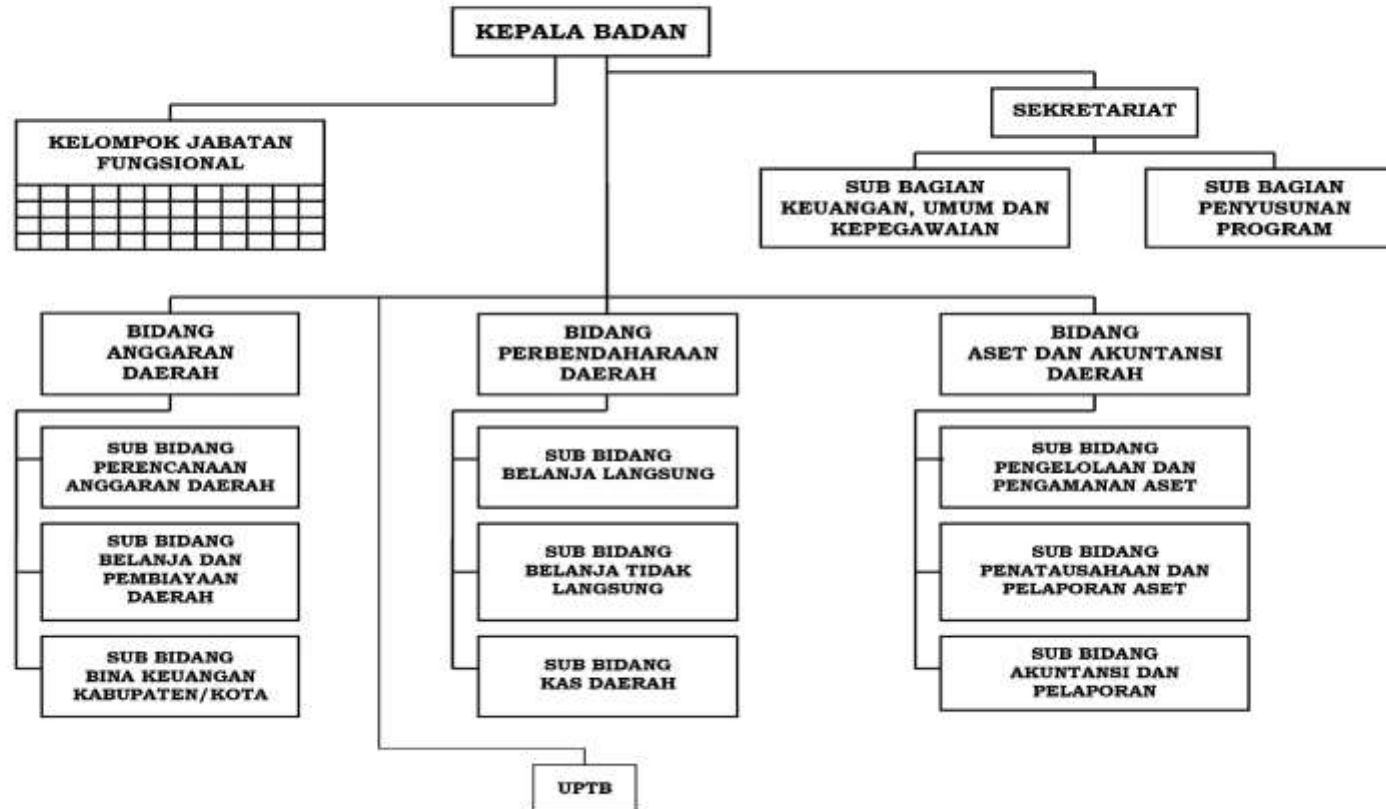 KEPALA BADAN
SEKRETARIAT
KELOMPOK JABATAN
FUNGSIONAL
SUB BAGIAN
KEUANGAN, UMUM DAN
KEPEGAWAIAN
SUB BAGIAN
PENYUSUNAN
PROGRAM
BIDANG
ANGGARAN
DAERAH
BIDANG
PERBENDAHARAAN
DAERAH
BIDANG
ASET DAN AKUNTANSI
DAERAH
SUB BIDANG
PERENCANAAN
ANGGARAN DAERAH
SUB BIDANG
BELANJA LANGSUNG
SUB BIDANG
PENGELOLAAN DAN
PENGAMANAN ASET
SUB BIDANG
BELANJA DAN
PEMBIAYAAN
DAERAH
SUB BIDANG
BELANJA TIDAK
LANGSUNG
SUB BIDANG
PENATAUSAHAAN DAN
PELAPORAN ASET
SUB BIDANG
BINA KEUANGAN
KABUPATEN/KOTA
SUB BIDANG
KAS DAERAH
SUB BIDANG
AKUNTANSI DAN
PELAPORAN
UPTB